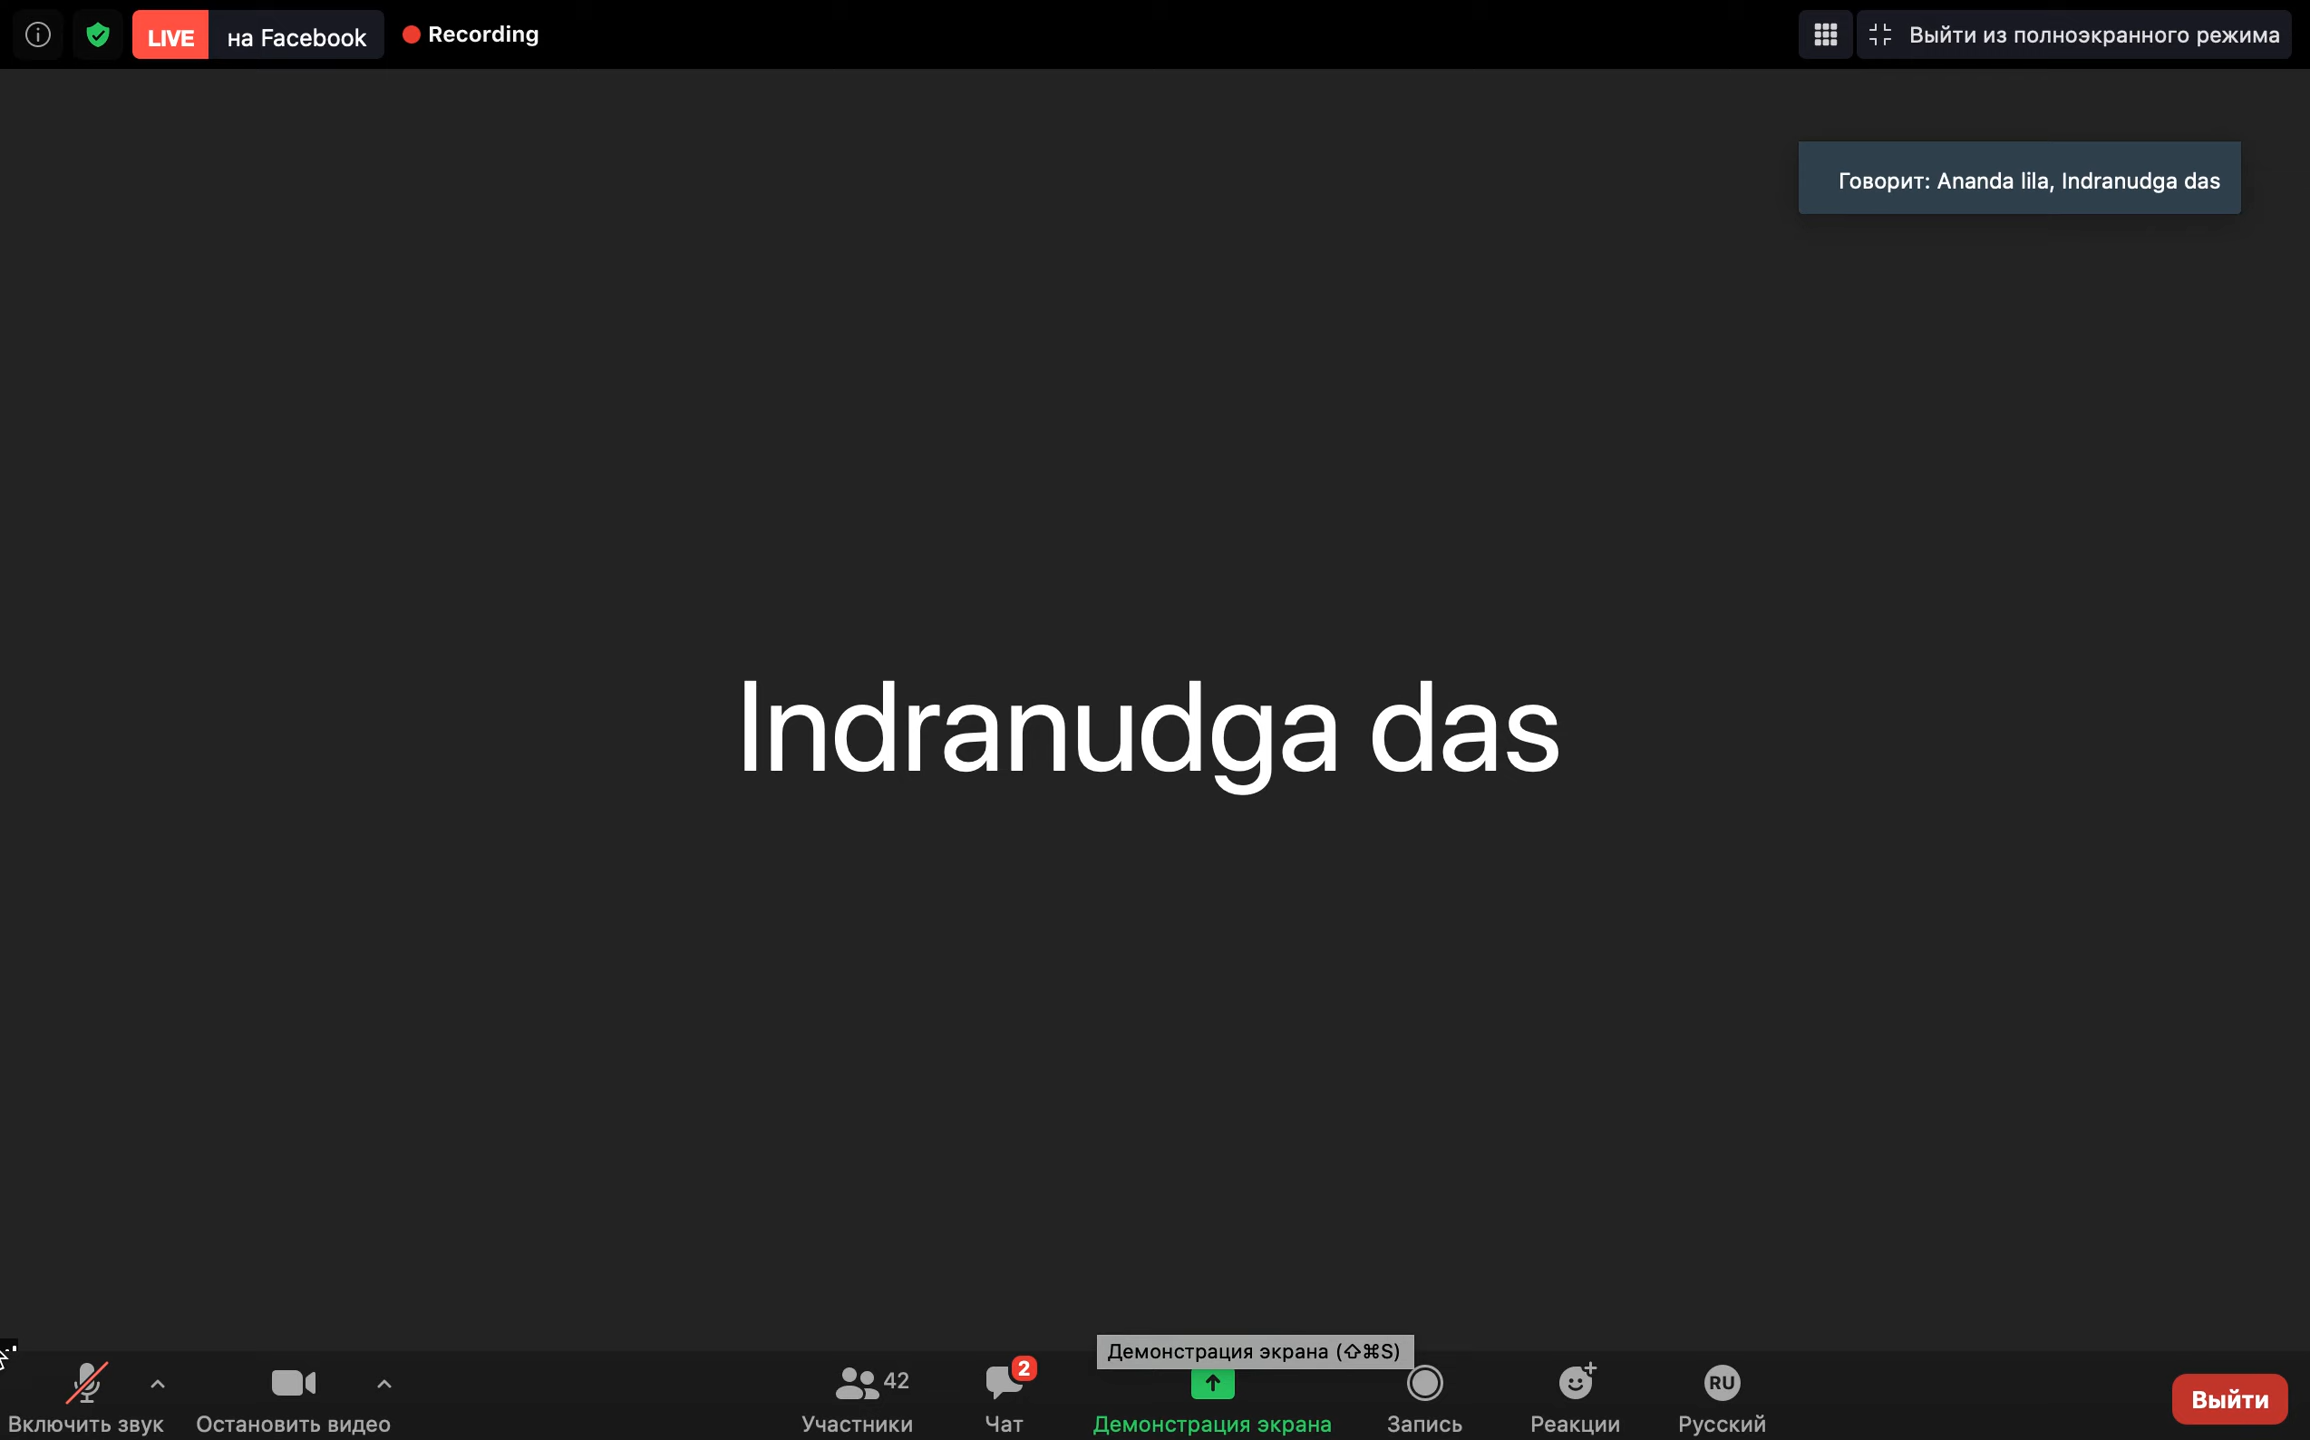 LIVE на Facebook Recording Выйти из полноэкранного режима
Говорит: Ananda lila, Indranudga das
Indranudga das
Демонстрация экрана (⇧⌘S)
42 2 RU
Включить звук Остановить видео Участники Чат Демонстрация экрана Запись Реакции Русский Выйти